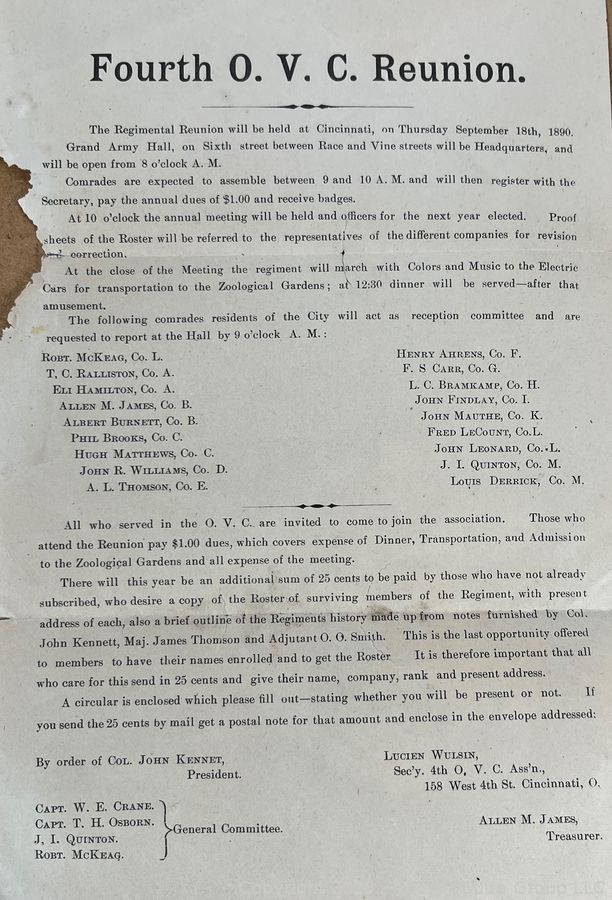 Fourth O. V. C. Reunion.
The Regimental Reunion will be held at Cincinnati, on Thursday September 18th, 1890.
Grand Army Hall, on Sixth street between Race and Vine streets will be Headquarters, and
will be open from 8 o'clock A. M.
Comrades are expected to assemble between 9 and 10 A. M. and will then register with the
Secretary, pay the annual dues of $1.00 and receive badges.
At 10 o'clock the annual meeting will be held and officers for the next year elected. Proof
sheets of the Roster will be referred to the representatives of the different companies for revision
and correction.
At the close of the Meeting the regiment will march with Colors and Music to the Electric
Cars for transportation to the Zoological Gardens; at 12:30 dinner will be served—after that
amusement.
The following comrades residents of the City will act as reception committee and are
requested to report at the Hall by 9 o'clock A. M.:
Robt. McKeag, Co. L.
T, C. Ralliston, Co. A.
Eli Hamilton, Co. A.
Allen M. James, Co. B.
Albert Burnett, Co. B.
Phil Brooks, Co. C.
Hugh Matthews, Co. C.
John R. Williams, Co. D.
A. L. Thomson, Co. E.
Henry Ahrens, Co. F.
F. S Carr, Co. G.
L. C. Bramkamp, Co. H.
John Findlay, Co. I.
John Mauthe, Co. K.
Fred LeCount, Co.L.
John Leonard, Co. L.
J. I. Quinton, Co. M.
Louis Derrick, Co. M.
All who served in the O. V. C. are invited to come to join the association. Those who
attend the Reunion pay $1.00 dues, which covers expense of Dinner, Transportation, and Admission
to the Zoological Gardens and all expense of the meeting.
There will this year be an additional sum of 25 cents to be paid by those who have not already
subscribed, who desire a copy of the Roster of surviving members of the Regiment, with present
address of each, also a brief outline of the Regiments history made up from notes furnished by Col.
John Kennett, Maj. James Thomson and Adjutant O. O. Smith. This is the last opportunity offered
to members to have their names enrolled and to get the Roster It is therefore important that all
who care for this send in 25 cents and give their name, company, rank and present address.
A circular is enclosed which please fill out—stating whether you will be present or not. If
you send the 25 cents by mail get a postal note for that amount and enclose in the envelope addressed:
By order of Col. John Kennet,
President.
Lucien Wulsin,
Sec'y. 4th O, V. C. Ass'n.,
158 West 4th St. Cincinnati, O.
Capt. W. E. Crane.
Capt. T. H. Osborn.
J, I. Quinton.
Robt. McKeag.
General Committee.
Allen M. James,
Treasurer.